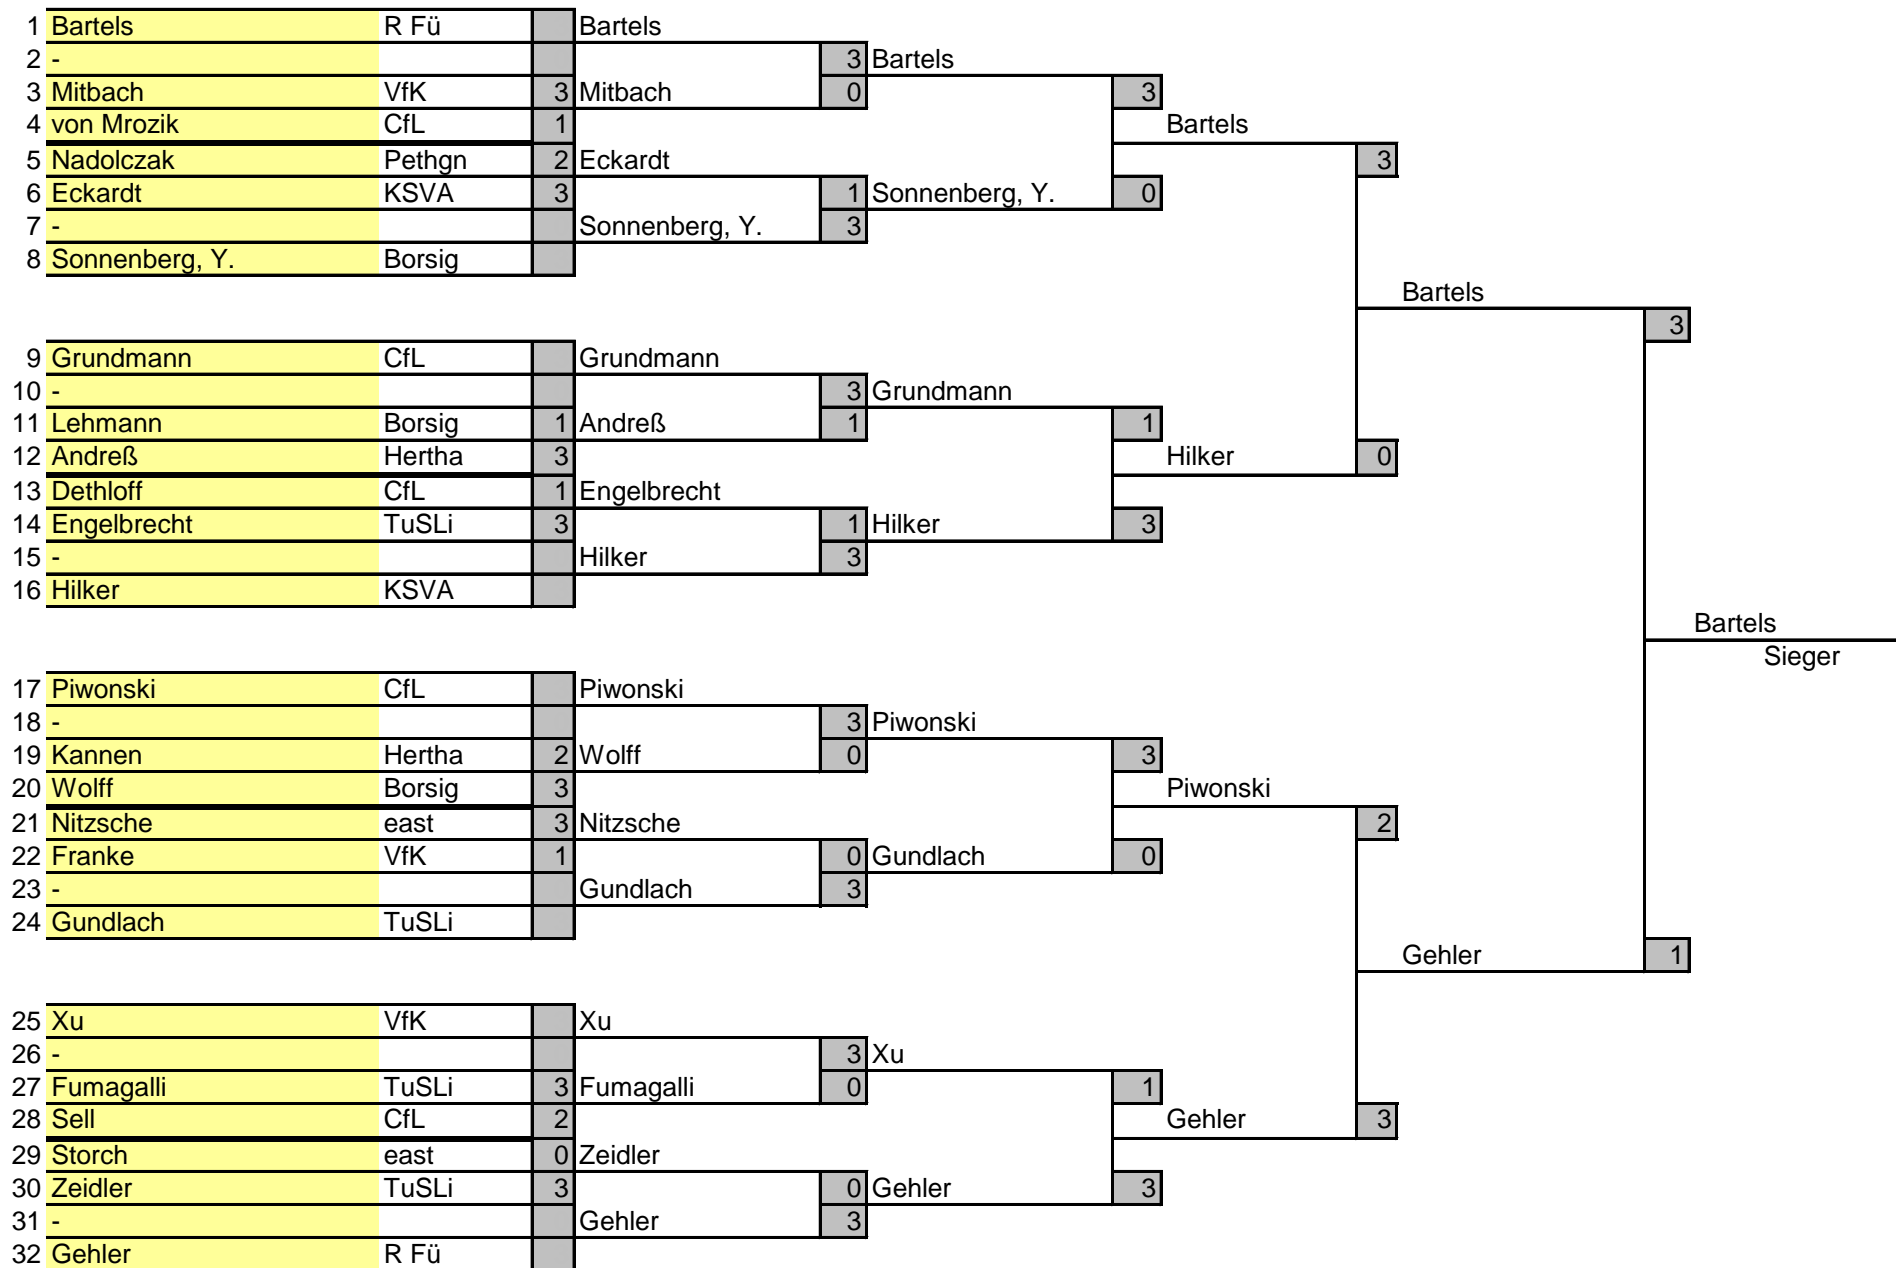 1 Bartels R Fü Bartels
2 - 3 Bartels
3 Mitbach VfK 3 Mitbach 0 3
4 von Mrozik CfL 1 Bartels
5 Nadolczak Pethgn 2 Eckardt 3
6 Eckardt KSVA 3 1 Sonnenberg, Y. 0
7 - Sonnenberg, Y. 3
8 Sonnenberg, Y. Borsig
Bartels
3
9 Grundmann CfL Grundmann
10 - 3 Grundmann
11 Lehmann Borsig 1 Andreß 1 1
12 Andreß Hertha 3 Hilker 0
13 Dethloff CfL 1 Engelbrecht
14 Engelbrecht TuSLi 3 1 Hilker 3
15 - Hilker 3
16 Hilker KSVA
Bartels
Sieger
17 Piwonski CfL Piwonski
18 - 3 Piwonski
19 Kannen Hertha 2 Wolff 0 3
20 Wolff Borsig 3 Piwonski
21 Nitzsche east 3 Nitzsche 2
22 Franke VfK 1 0 Gundlach 0
23 - Gundlach 3
24 Gundlach TuSLi
Gehler 1
25 Xu VfK Xu
26 - 3 Xu
27 Fumagalli TuSLi 3 Fumagalli 0 1
28 Sell CfL 2 Gehler 3
29 Storch east 0 Zeidler
30 Zeidler TuSLi 3 0 Gehler 3
31 - Gehler 3
32 Gehler R Fü